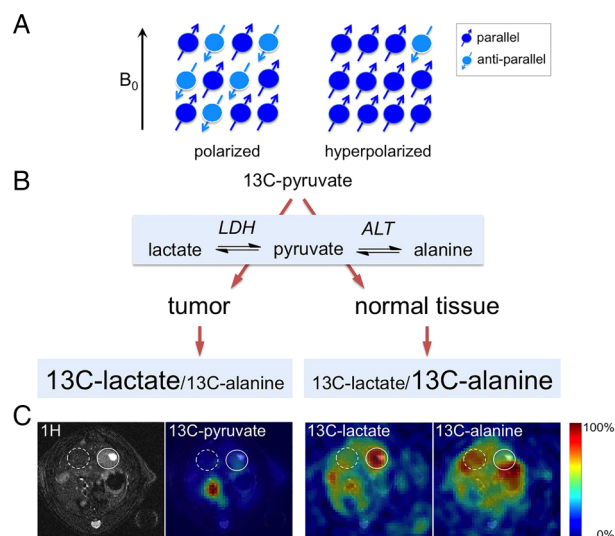 A
B0
parallel
anti-parallel
polarized
hyperpolarized
B
13C-pyruvate
LDH
ALT
lactate
pyruvate
alanine
tumor
normal tissue
13C-lactate/13C-alanine
13C-lactate/13C-alanine
C
1H
13C-pyruvate
13C-lactate
13C-alanine
100%
0%